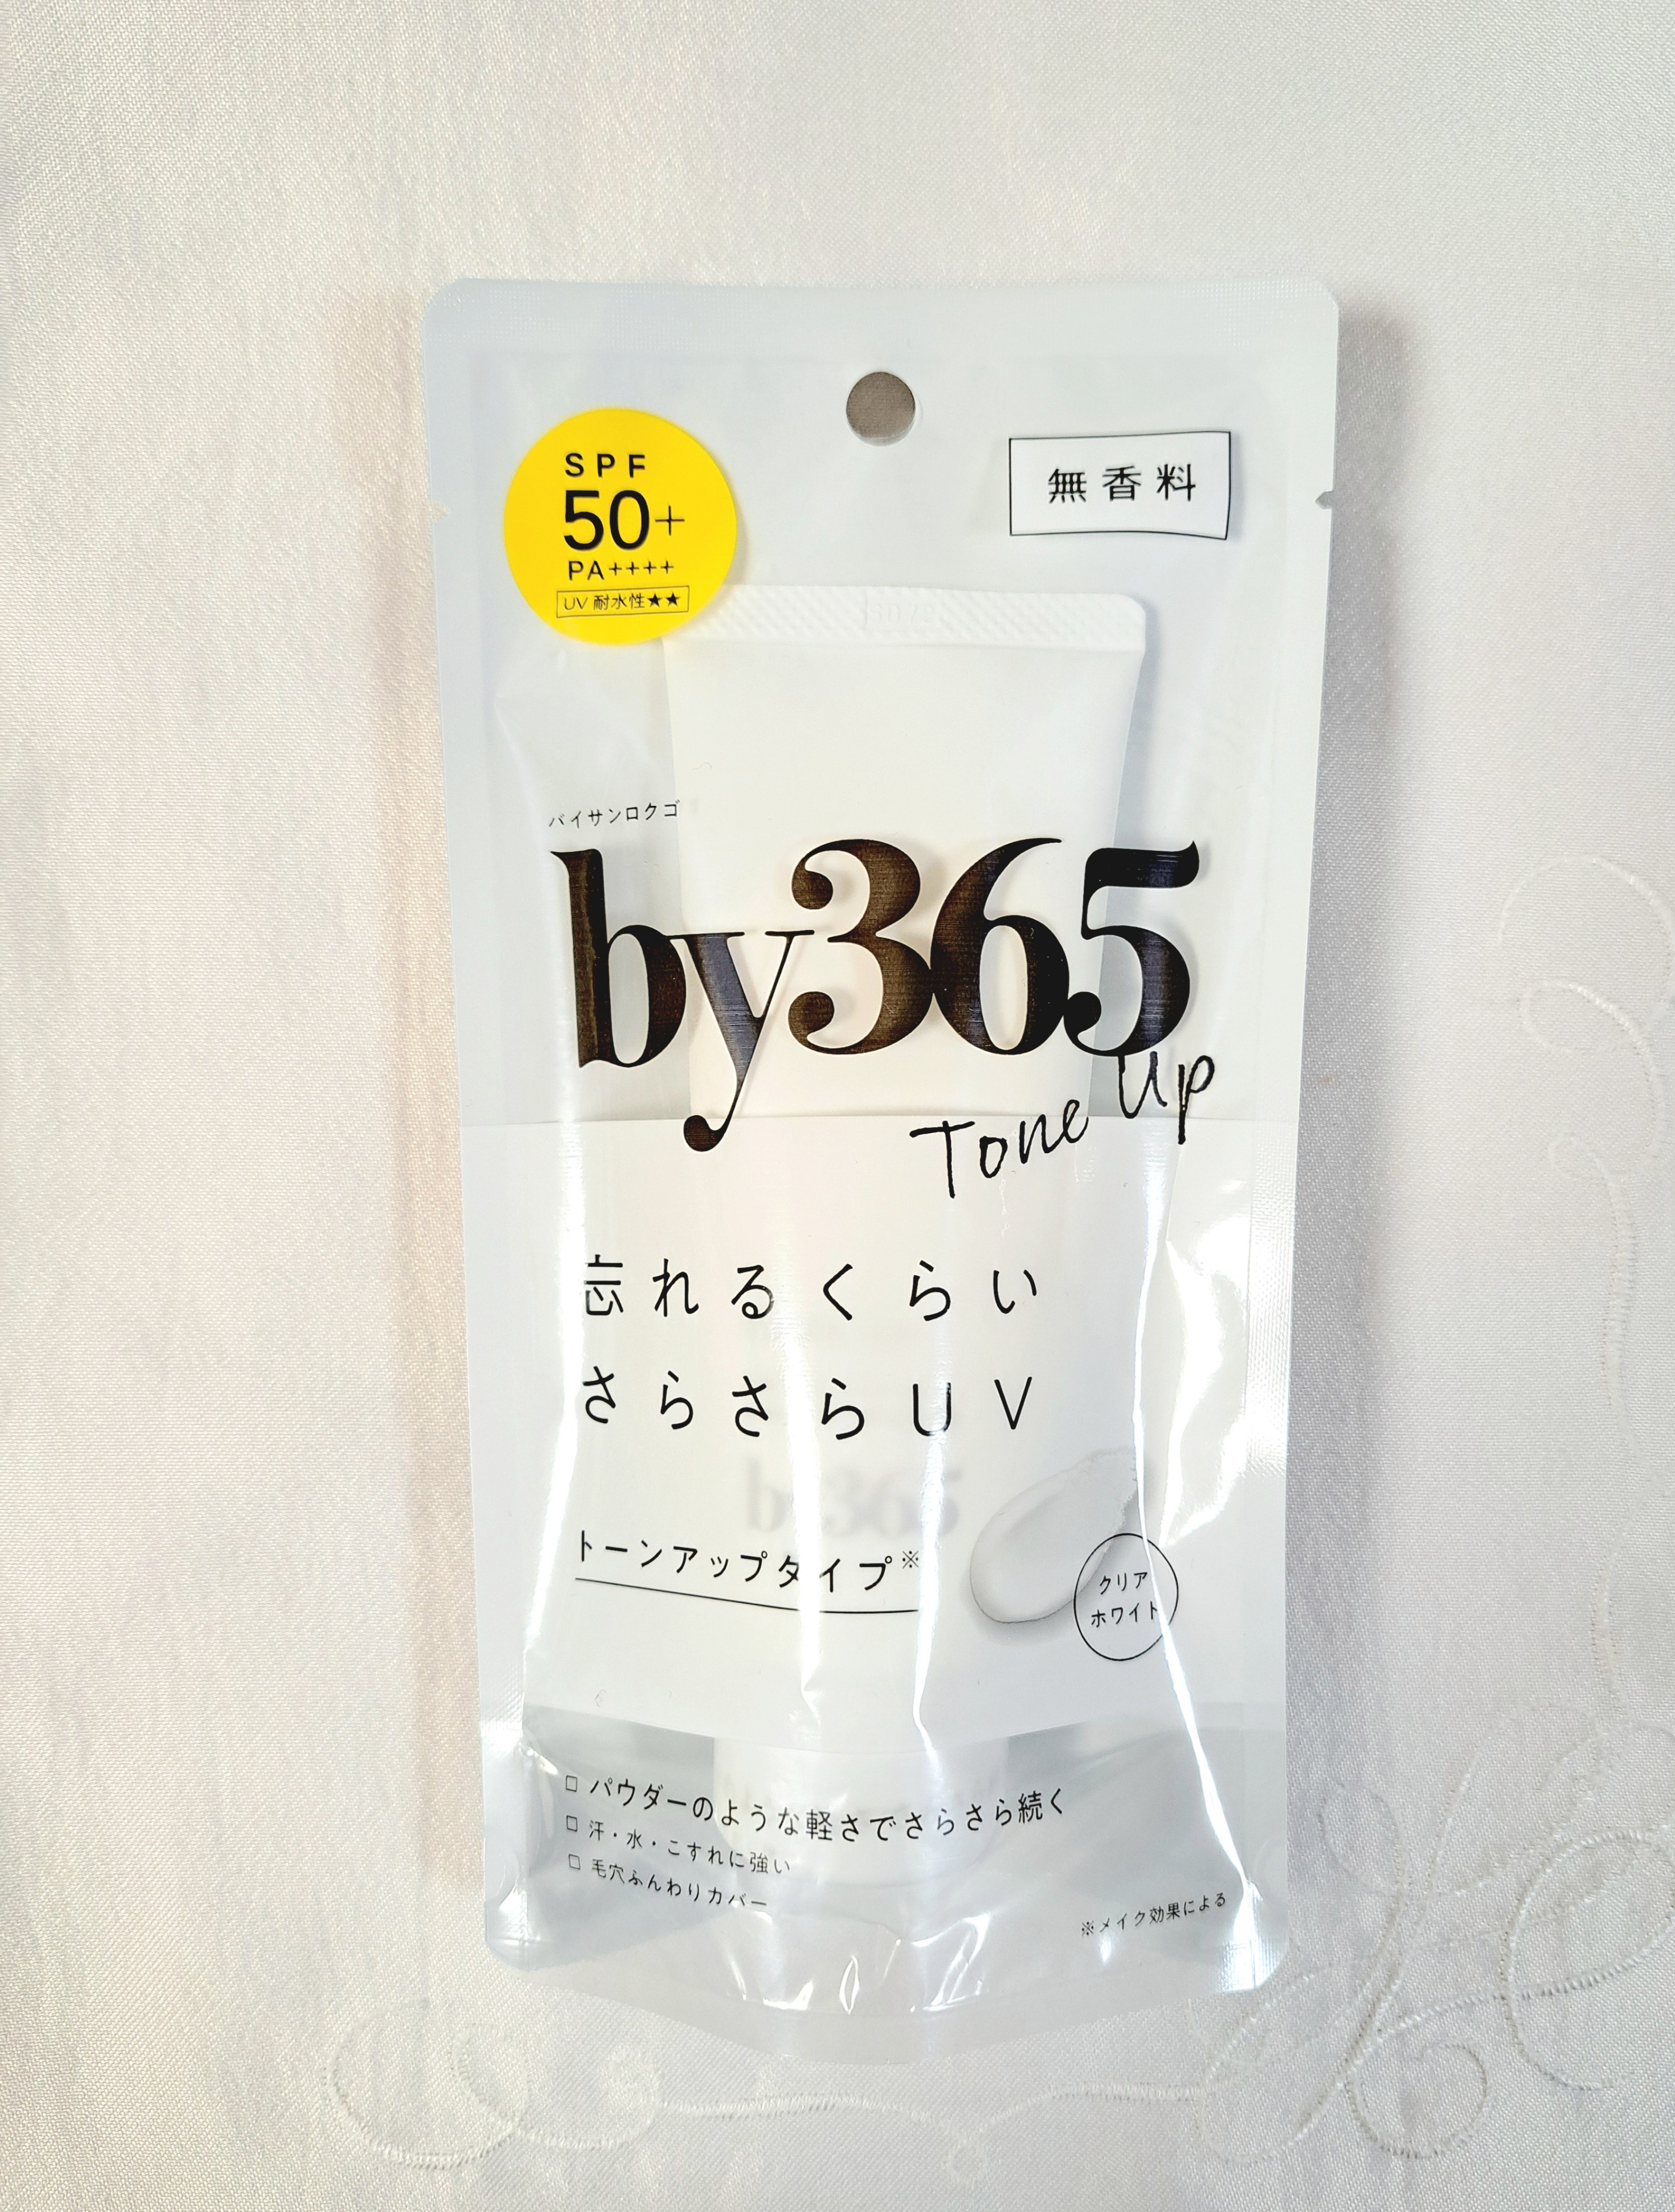 SPF
50+
PA++++
UV 耐水性★★
無香料
バイサンロクゴ
by365
Tone Up
忘れるくらい
さらさらUV
by365
トーンアップタイプ※
クリア
ホワイト
□ パウダーのような軽さでさらさら続く
□ 汗・水・こすれに強い
□ 毛穴ふんわりカバー
※メイク効果による